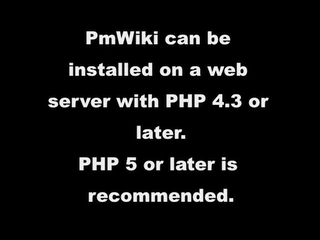 PmWiki can be
installed on a web
server with PHP 4.3 or
later.
PHP 5 or later is
recommended.